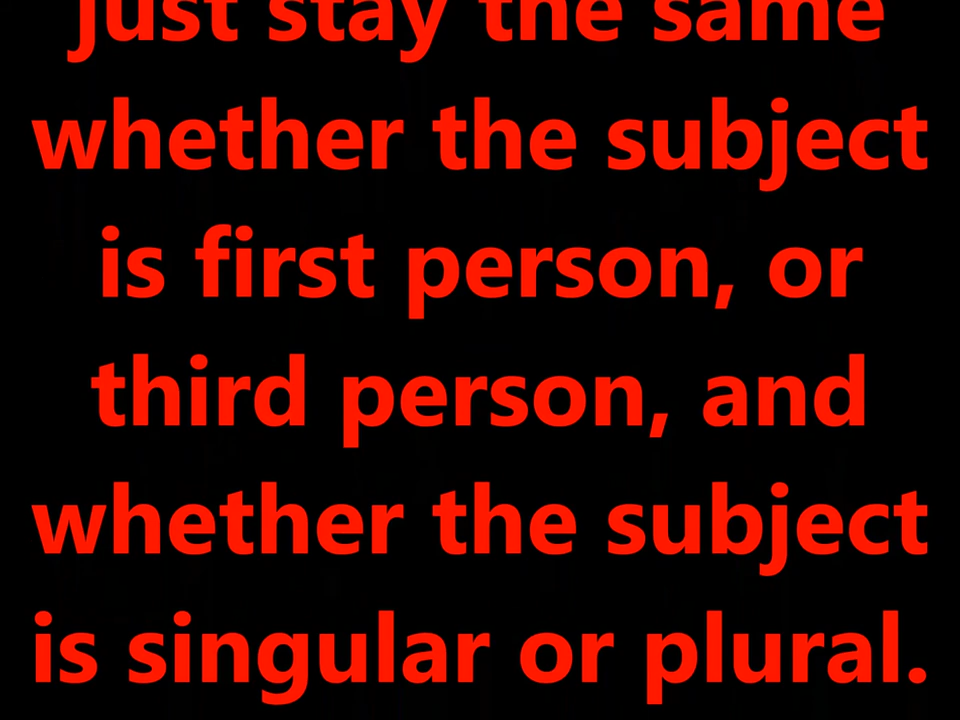 just stay the same
whether the subject
is first person, or
third person, and
whether the subject
is singular or plural.